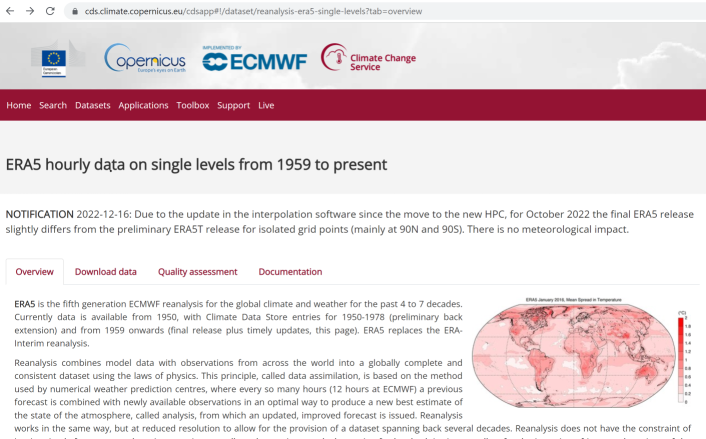 cds.climate.copernicus.eu/cdsapp#!/dataset/reanalysis-era5-single-levels?tab=overview
opernicus
Europe's eyes on Earth
IMPLEMENTED BY
ECMWF
Climate Change
Service
European
Commission
Home Search Datasets Applications Toolbox Support Live
ERA5 hourly data on single levels from 1959 to present
NOTIFICATION 2022-12-16: Due to the update in the interpolation software since the move to the new HPC, for October 2022 the final ERA5 release
slightly differs from the preliminary ERA5T release for isolated grid points (mainly at 90N and 90S). There is no meteorological impact.
Overview Download data Quality assessment Documentation
ERA5 is the fifth generation ECMWF reanalysis for the global climate and weather for the past 4 to 7 decades.
Currently data is available from 1950, with Climate Data Store entries for 1950-1978 (preliminary back
extension) and from 1959 onwards (final release plus timely updates, this page). ERA5 replaces the ERA-
Interim reanalysis.
ERA5 January 2016, Mean Spread in Temperature
(°C)
2
1.8
1.6
1.4
1.2
1
0.8
0.6
0.4
0.2
0
Reanalysis combines model data with observations from across the world into a globally complete and
consistent dataset using the laws of physics. This principle, called data assimilation, is based on the method
used by numerical weather prediction centres, where every so many hours (12 hours at ECMWF) a previous
forecast is combined with newly available observations in an optimal way to produce a new best estimate of
the state of the atmosphere, called analysis, from which an updated, improved forecast is issued. Reanalysis
works in the same way, but at reduced resolution to allow for the provision of a dataset spanning back several decades. Reanalysis does not have the constraint of